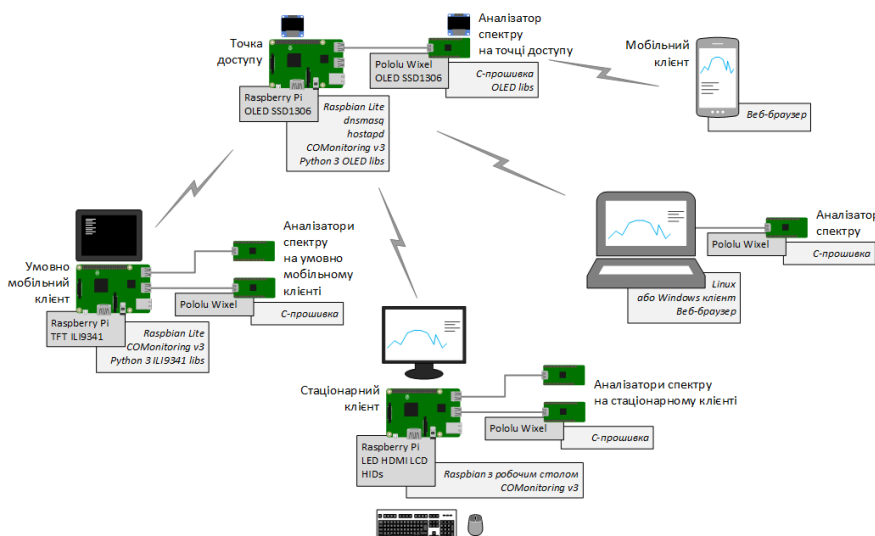 Точка
доступу
Raspberry Pi
OLED SSD1306
Raspbian Lite
dnsmasq
hostapd
COMonitoring v3
Python 3 OLED libs
Аналізатор
спектру
на точці доступу
Pololu Wixel
OLED SSD1306
С-прошивка
OLED libs
Мобільний
клієнт
Веб-браузер
Умовно
мобільний
клієнт
Raspberry Pi
TFT ILI9341
Raspbian Lite
COMonitoring v3
Python 3 ILI9341 libs
Аналізатори
спектру
на умовно
мобільному
клієнті
Pololu Wixel
С-прошивка
Аналізатор
спектру
Pololu Wixel
С-прошивка
Linux
або Windows клієнт
Веб-браузер
Стаціонарний
клієнт
Raspberry Pi
LED HDMI LCD
HIDs
Raspbian з робочим столом
COMonitoring v3
Аналізатори спектру
на стаціонарному клієнті
Pololu Wixel
С-прошивка